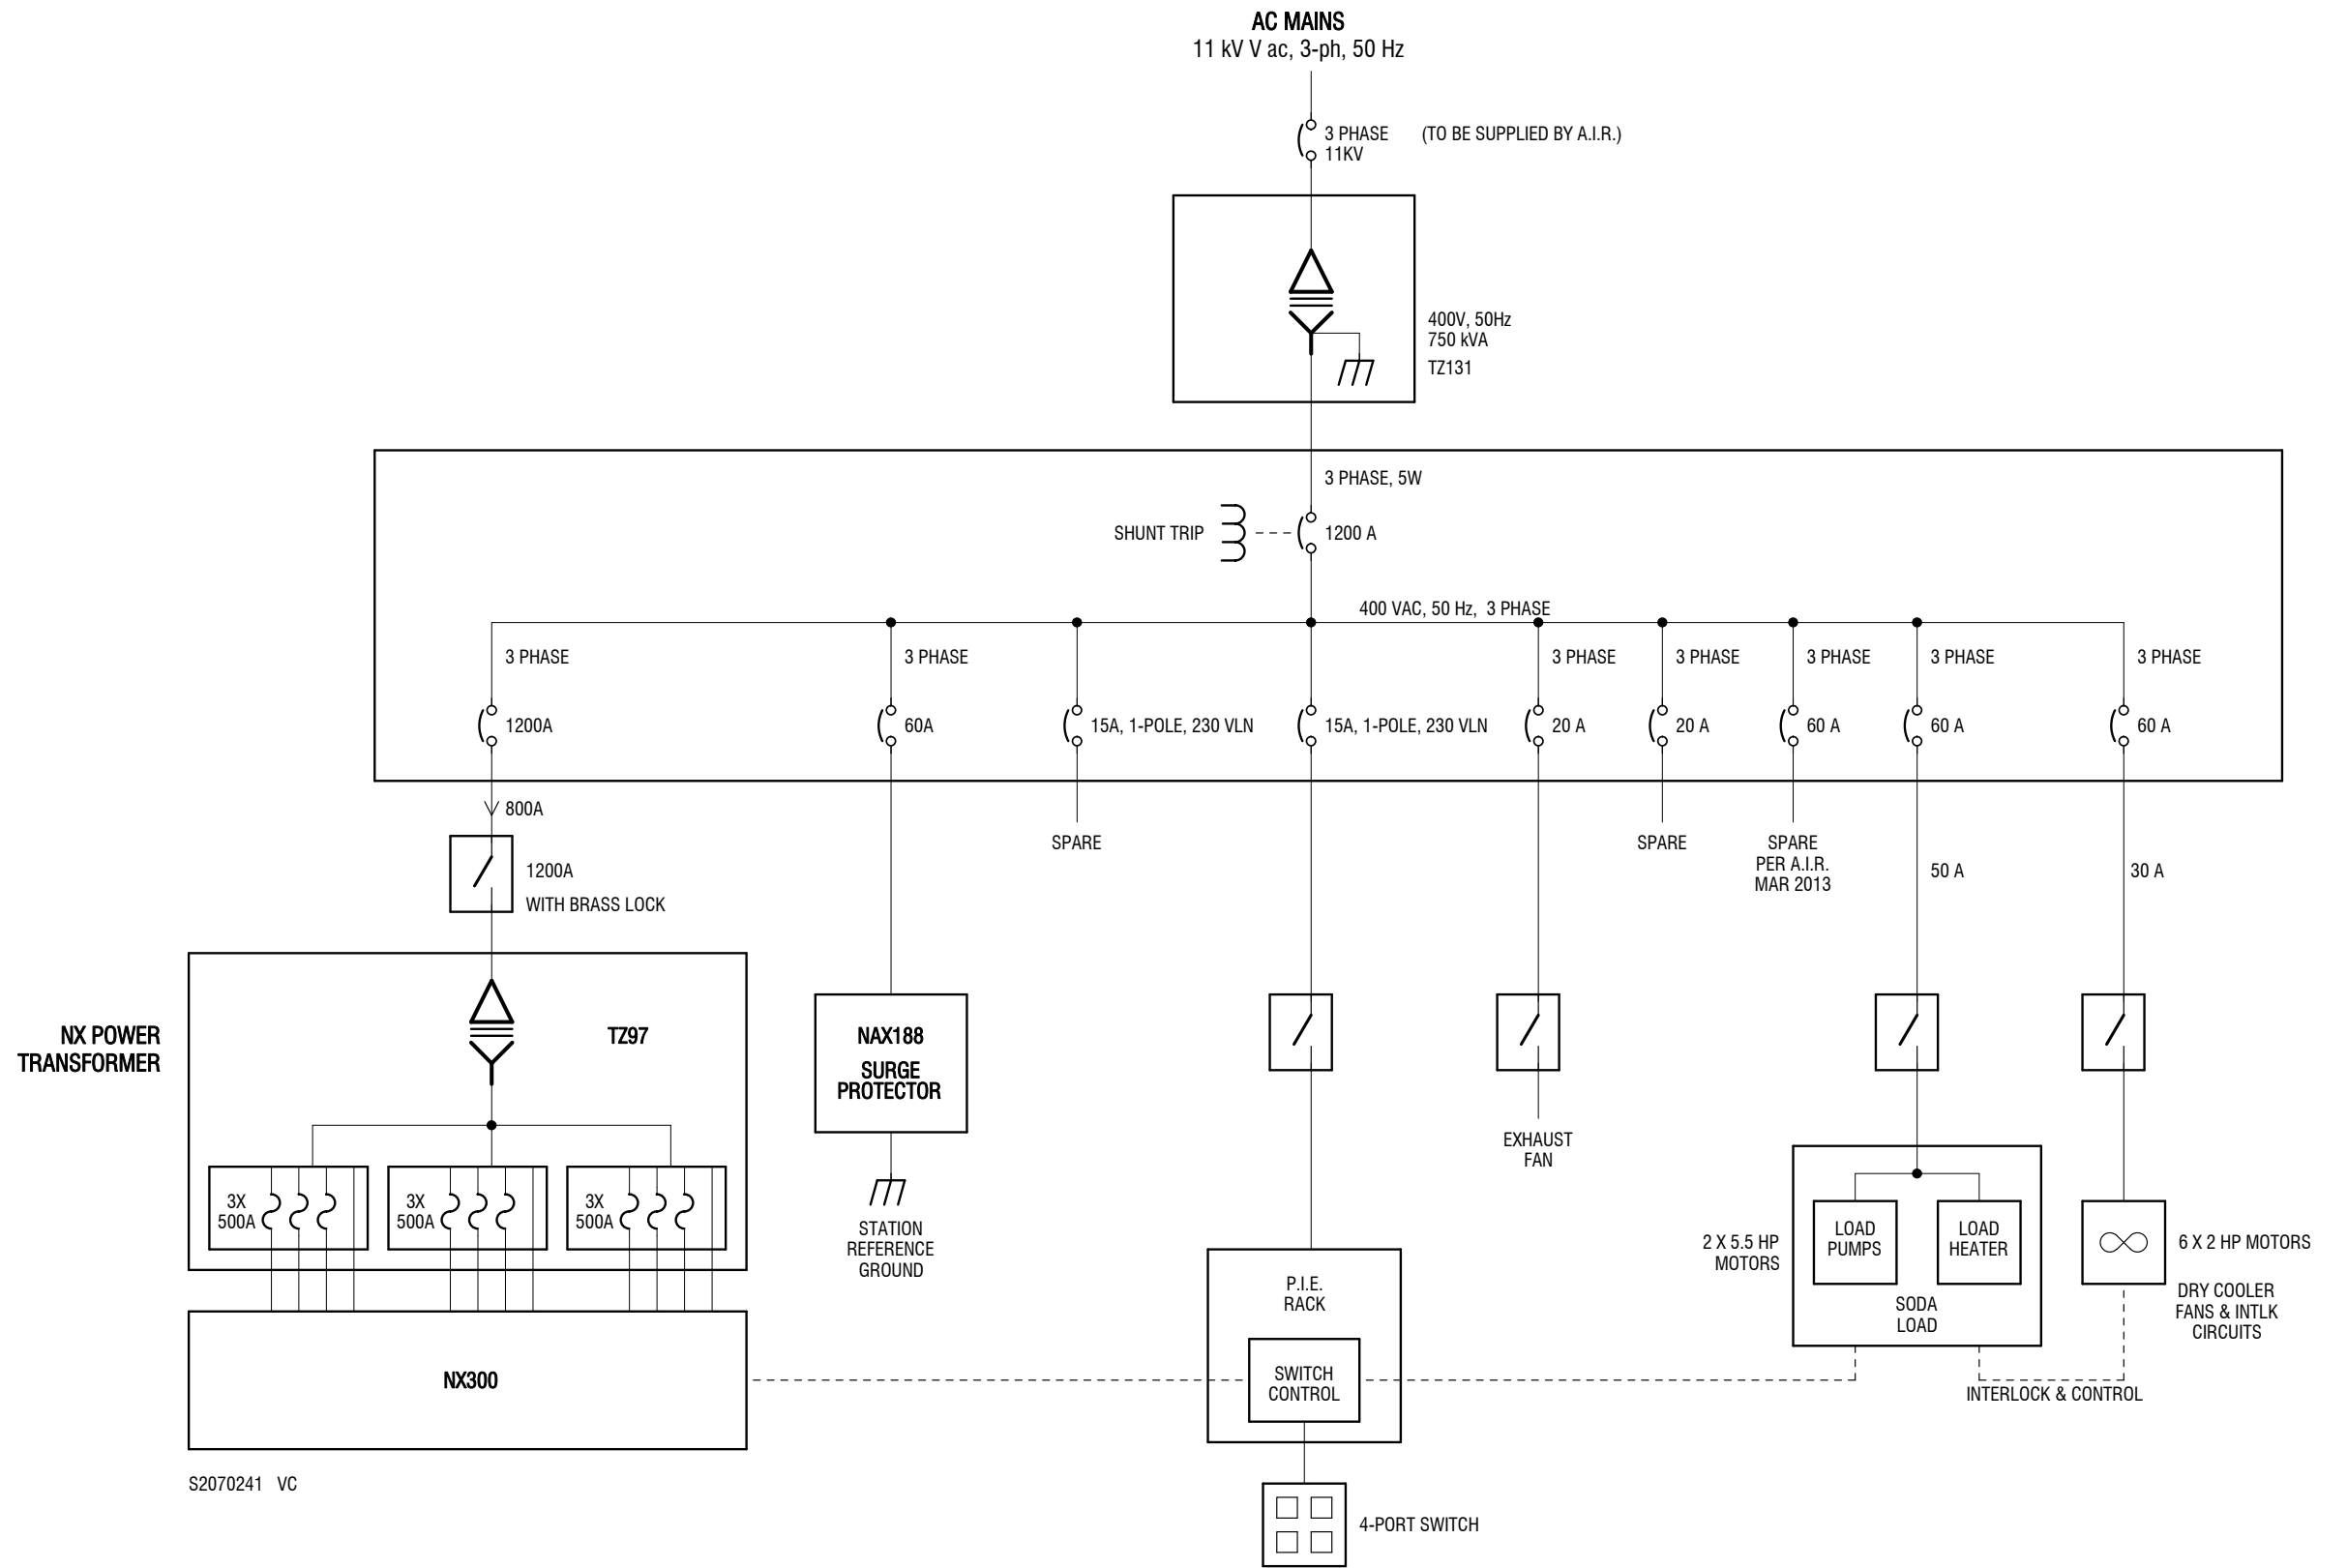 AC MAINS
11 kV V ac, 3-ph, 50 Hz
3 PHASE (TO BE SUPPLIED BY A.I.R.)
11KV
400V, 50Hz
750 kVA
TZ131
3 PHASE, 5W
SHUNT TRIP
1200 A
400 VAC, 50 Hz, 3 PHASE
3 PHASE
3 PHASE
3 PHASE
3 PHASE
3 PHASE
3 PHASE
3 PHASE
1200A
60A
15A, 1-POLE, 230 VLN
15A, 1-POLE, 230 VLN
20 A
20 A
60 A
60 A
60 A
800A
1200A
WITH BRASS LOCK
SPARE
SPARE
SPARE
PER A.I.R.
MAR 2013
50 A
30 A
NX POWER
TRANSFORMER
TZ97
3X
500A
3X
500A
3X
500A
NAX188
SURGE
PROTECTOR
STATION
REFERENCE
GROUND
EXHAUST
FAN
2 X 5.5 HP
MOTORS
LOAD
PUMPS
LOAD
HEATER
SODA
LOAD
6 X 2 HP MOTORS
DRY COOLER
FANS & INTLK
CIRCUITS
P.I.E.
RACK
SWITCH
CONTROL
NX300
INTERLOCK & CONTROL
S2070241 VC
4-PORT SWITCH